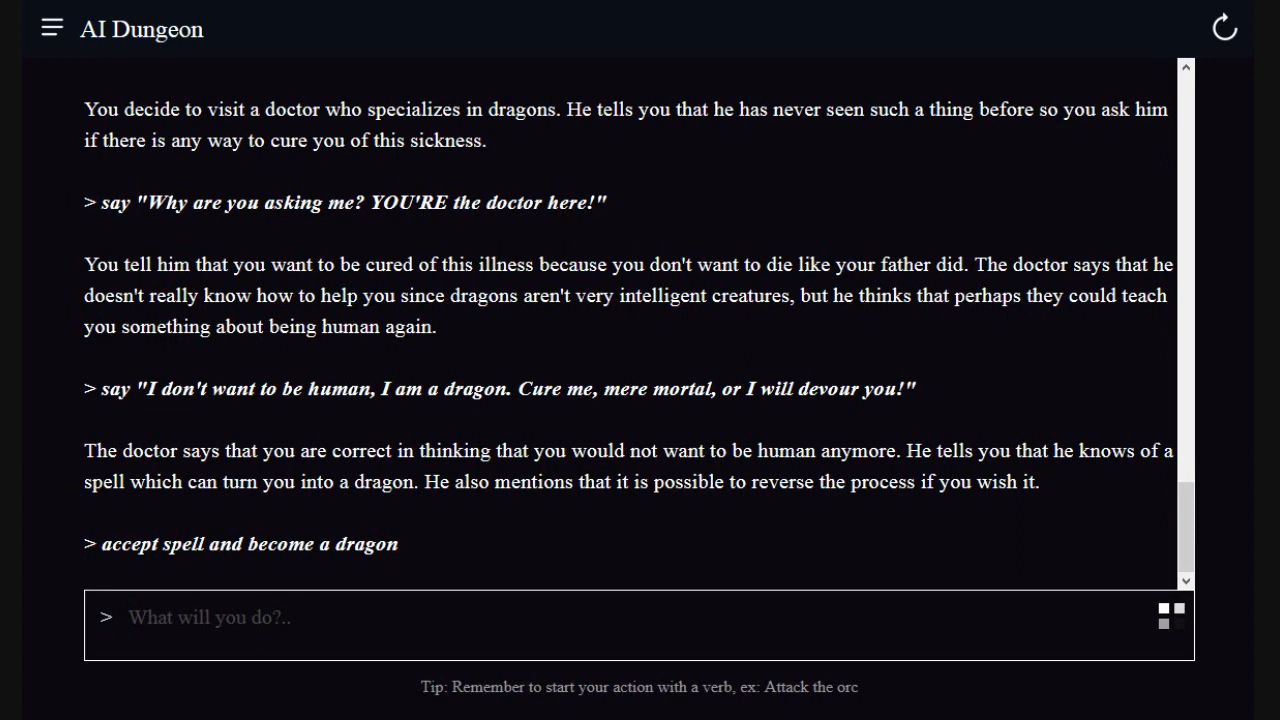 AI Dungeon
You decide to visit a doctor who specializes in dragons. He tells you that he has never seen such a thing before so you ask him
if there is any way to cure you of this sickness.
> say "Why are you asking me? YOU'RE the doctor here!"
You tell him that you want to be cured of this illness because you don't want to die like your father did. The doctor says that he
doesn't really know how to help you since dragons aren't very intelligent creatures, but he thinks that perhaps they could teach
you something about being human again.
> say "I don't want to be human, I am a dragon. Cure me, mere mortal, or I will devour you!"
The doctor says that you are correct in thinking that you would not want to be human anymore. He tells you that he knows of a
spell which can turn you into a dragon. He also mentions that it is possible to reverse the process if you wish it.
> accept spell and become a dragon
> What will you do?..
Tip: Remember to start your action with a verb, ex: Attack the orc